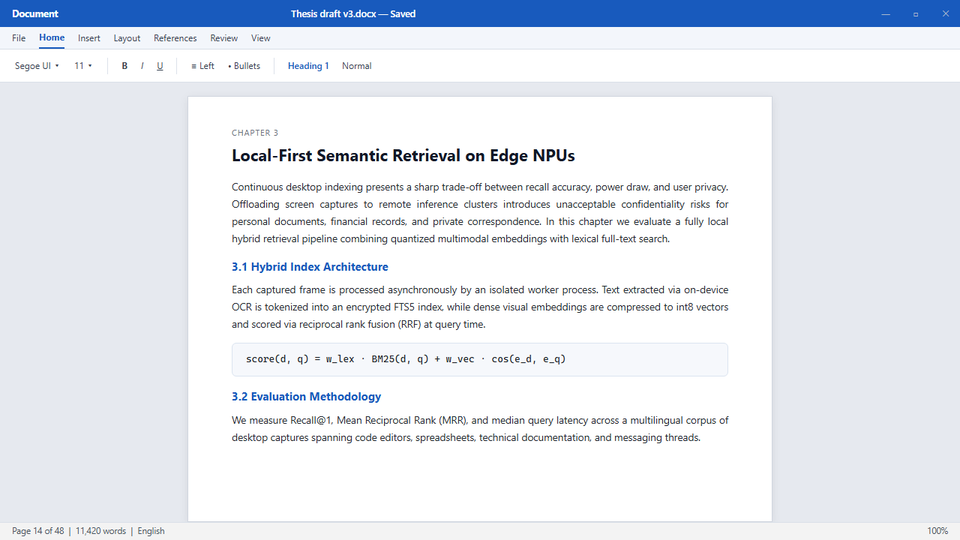 Document
Thesis draft v3.docx — Saved
File Home Insert Layout References Review View
Segoe UI 11 B I U ≡ Left • Bullets Heading 1 Normal
CHAPTER 3
Local-First Semantic Retrieval on Edge NPUs
Continuous desktop indexing presents a sharp trade-off between recall accuracy, power draw, and user privacy.
Offloading screen captures to remote inference clusters introduces unacceptable confidentiality risks for
personal documents, financial records, and private correspondence. In this chapter we evaluate a fully local
hybrid retrieval pipeline combining quantized multimodal embeddings with lexical full-text search.
3.1 Hybrid Index Architecture
Each captured frame is processed asynchronously by an isolated worker process. Text extracted via on-device
OCR is tokenized into an encrypted FTS5 index, while dense visual embeddings are compressed to int8 vectors
and scored via reciprocal rank fusion (RRF) at query time.
score(d, q) = w_lex · BM25(d, q) + w_vec · cos(e_d, e_q)
3.2 Evaluation Methodology
We measure Recall@1, Mean Reciprocal Rank (MRR), and median query latency across a multilingual corpus of
desktop captures spanning code editors, spreadsheets, technical documentation, and messaging threads.
Page 14 of 48 | 11,420 words | English
100%